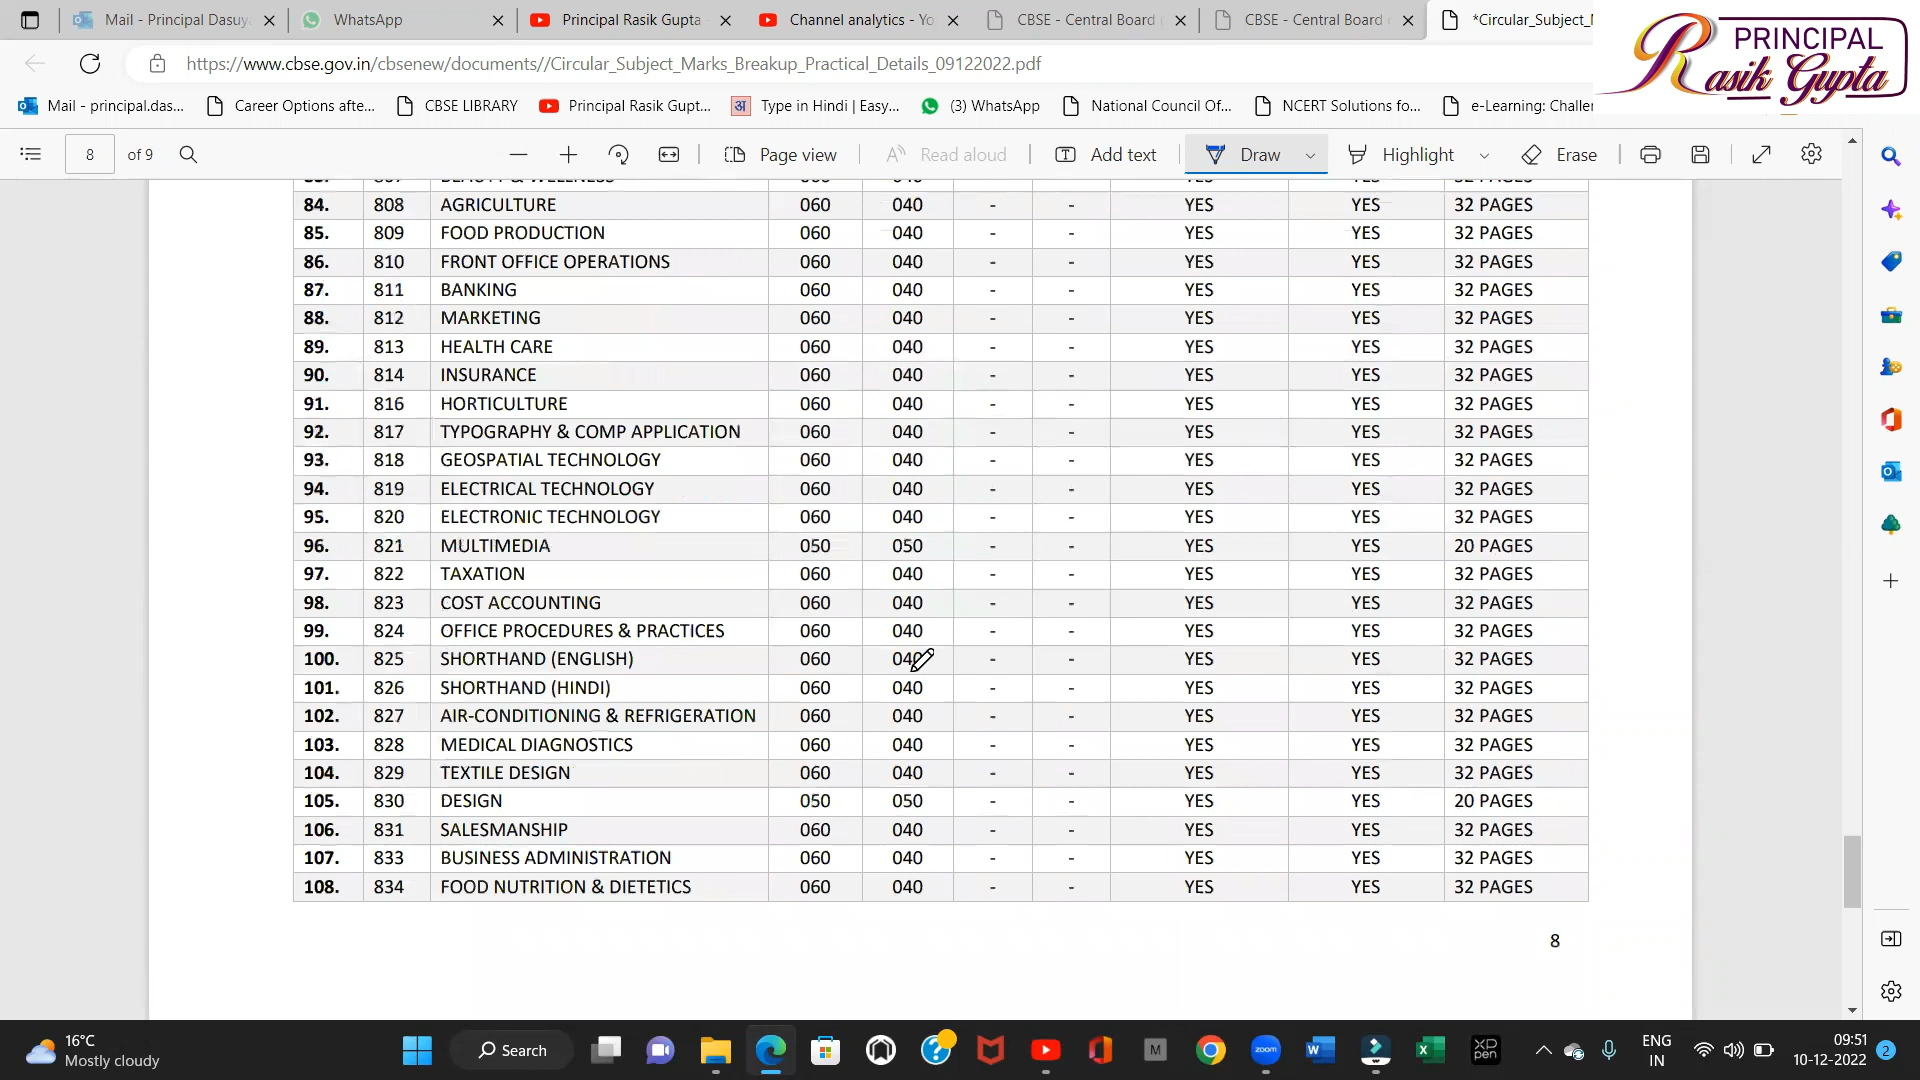 Mail - Principal Dasuy
WhatsApp
Principal Rasik Gupta
Channel analytics - Yo
CBSE - Central Board
CBSE - Central Board
*Circular_Subject_
https://www.cbse.gov.in/cbsenew/documents//Circular_Subject_Marks_Breakup_Practical_Details_09122022.pdf
PRINCIPAL
Rasik Gupta
Mail - principal.das...
Career Options afte...
CBSE LIBRARY
Principal Rasik Gupt...
अ Type in Hindi | Easy...
(3) WhatsApp
National Council Of...
NCERT Solutions fo...
e-Learning: Challe
8 of 9
Page view
Read aloud
Add text
Draw
Highlight
Erase
84. 808 AGRICULTURE 060 040 - - YES YES 32 PAGES
85. 809 FOOD PRODUCTION 060 040 - - YES YES 32 PAGES
86. 810 FRONT OFFICE OPERATIONS 060 040 - - YES YES 32 PAGES
87. 811 BANKING 060 040 - - YES YES 32 PAGES
88. 812 MARKETING 060 040 - - YES YES 32 PAGES
89. 813 HEALTH CARE 060 040 - - YES YES 32 PAGES
90. 814 INSURANCE 060 040 - - YES YES 32 PAGES
91. 816 HORTICULTURE 060 040 - - YES YES 32 PAGES
92. 817 TYPOGRAPHY & COMP APPLICATION 060 040 - - YES YES 32 PAGES
93. 818 GEOSPATIAL TECHNOLOGY 060 040 - - YES YES 32 PAGES
94. 819 ELECTRICAL TECHNOLOGY 060 040 - - YES YES 32 PAGES
95. 820 ELECTRONIC TECHNOLOGY 060 040 - - YES YES 32 PAGES
96. 821 MULTIMEDIA 050 050 - - YES YES 20 PAGES
97. 822 TAXATION 060 040 - - YES YES 32 PAGES
98. 823 COST ACCOUNTING 060 040 - - YES YES 32 PAGES
99. 824 OFFICE PROCEDURES & PRACTICES 060 040 - - YES YES 32 PAGES
100. 825 SHORTHAND (ENGLISH) 060 040 - - YES YES 32 PAGES
101. 826 SHORTHAND (HINDI) 060 040 - - YES YES 32 PAGES
102. 827 AIR-CONDITIONING & REFRIGERATION 060 040 - - YES YES 32 PAGES
103. 828 MEDICAL DIAGNOSTICS 060 040 - - YES YES 32 PAGES
104. 829 TEXTILE DESIGN 060 040 - - YES YES 32 PAGES
105. 830 DESIGN 050 050 - - YES YES 20 PAGES
106. 831 SALESMANSHIP 060 040 - - YES YES 32 PAGES
107. 833 BUSINESS ADMINISTRATION 060 040 - - YES YES 32 PAGES
108. 834 FOOD NUTRITION & DIETETICS 060 040 - - YES YES 32 PAGES
8
16°C
Mostly cloudy
Search
zoom
M
XP PEN
ENG
IN
09:51
10-12-2022
2